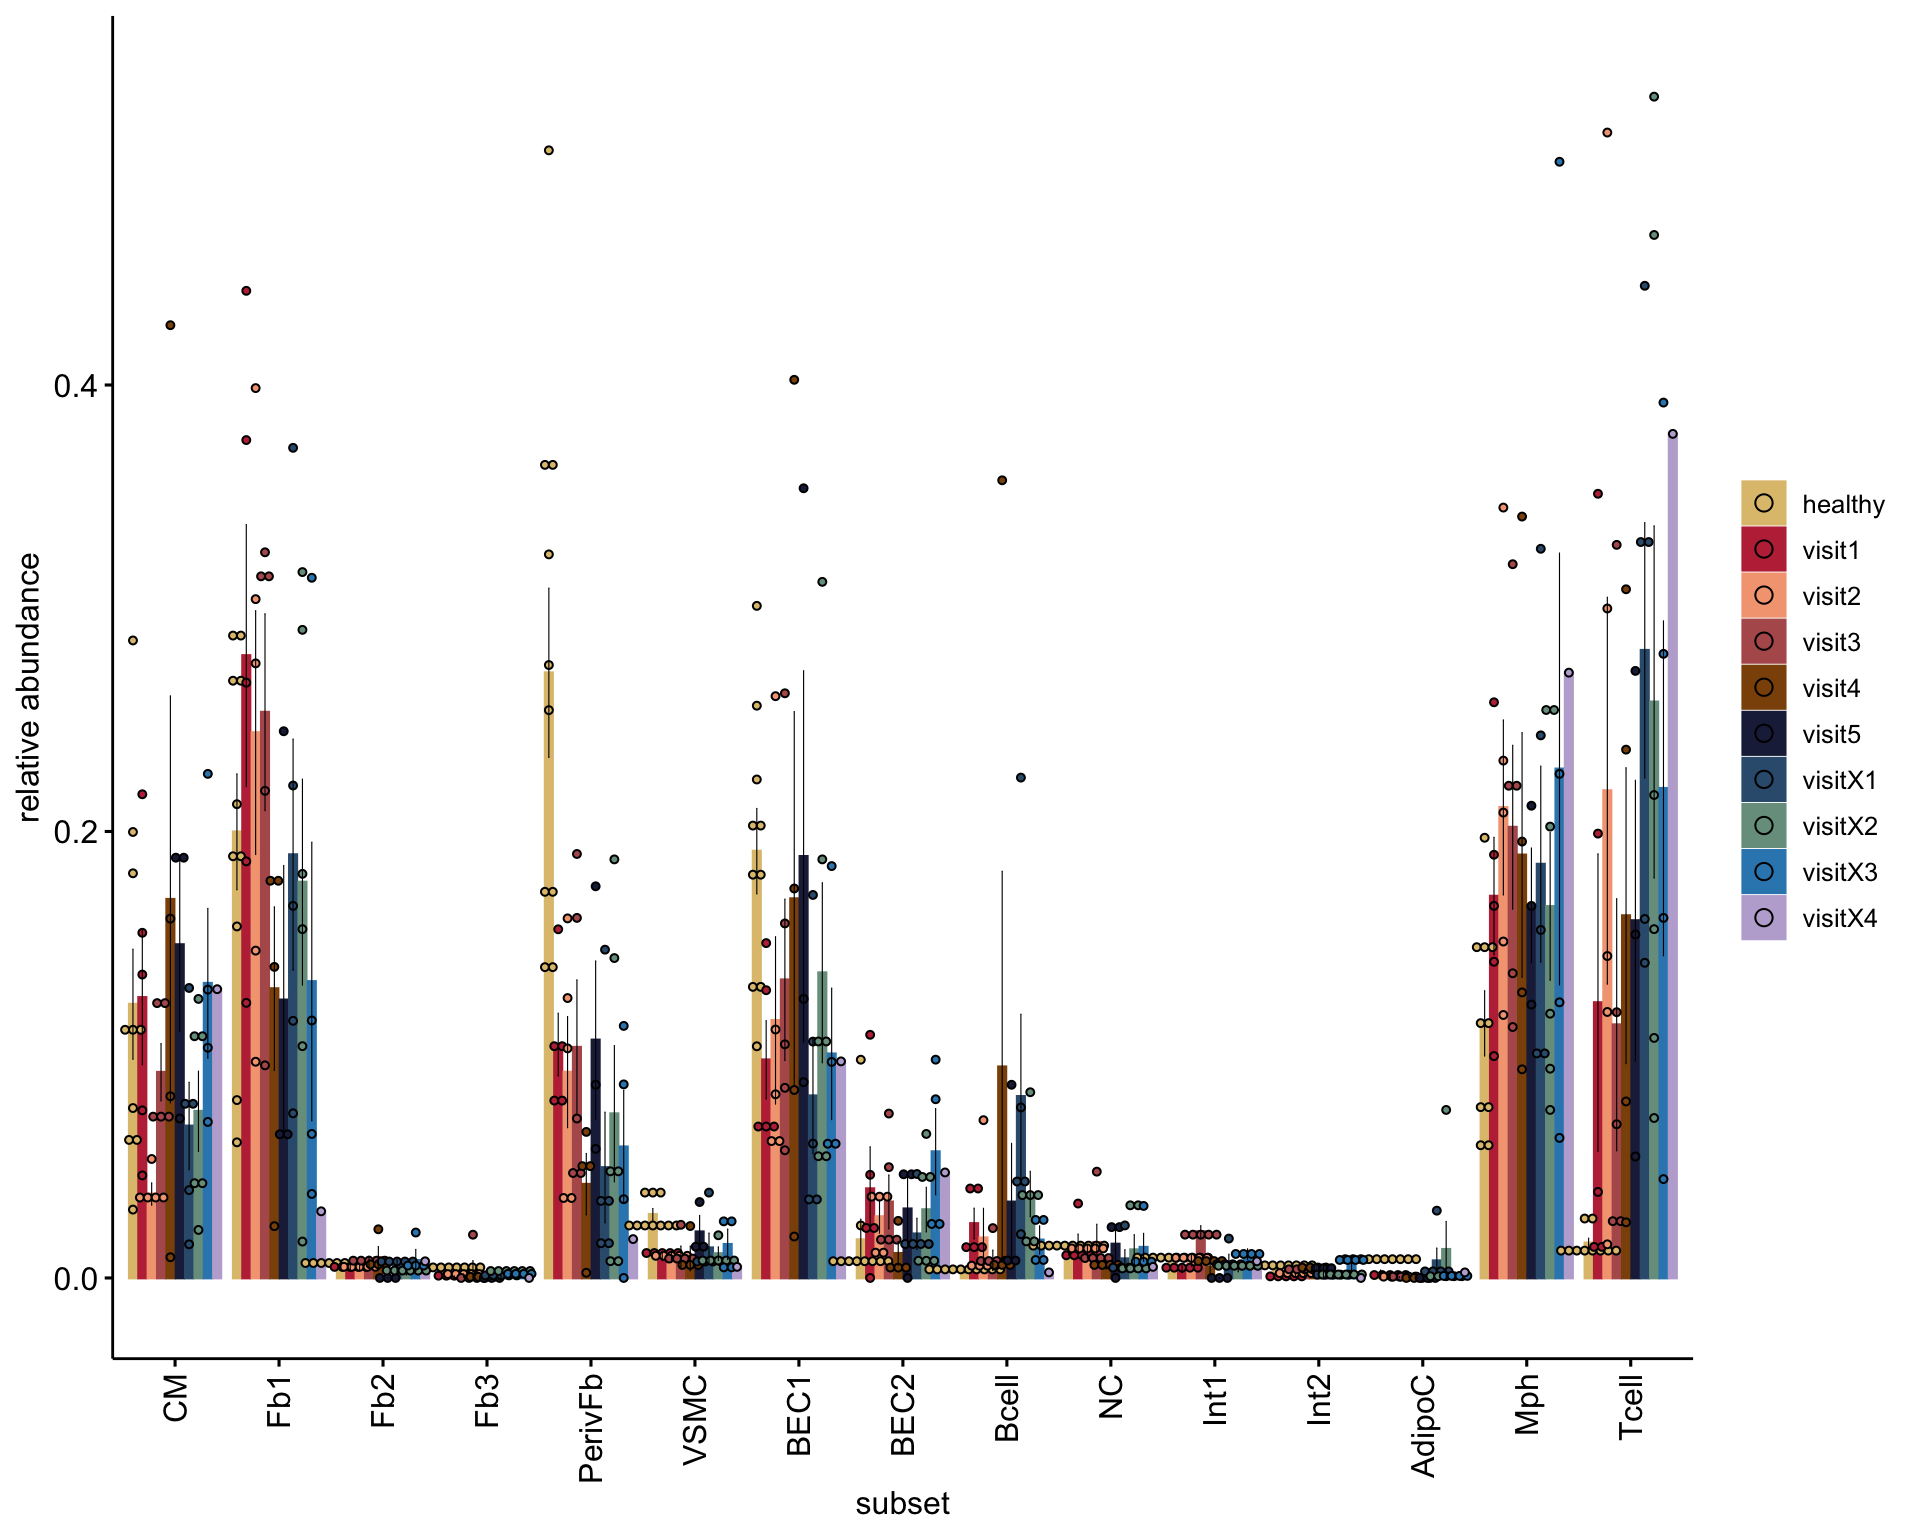 relative abundance
0.4
0.2
0.0
CM
Fb1
Fb2
Fb3
PerivFb
VSMC
BEC1
BEC2
Bcell
NC
Int1
Int2
AdipoC
Mph
Tcell
subset
healthy
visit1
visit2
visit3
visit4
visit5
visitX1
visitX2
visitX3
visitX4